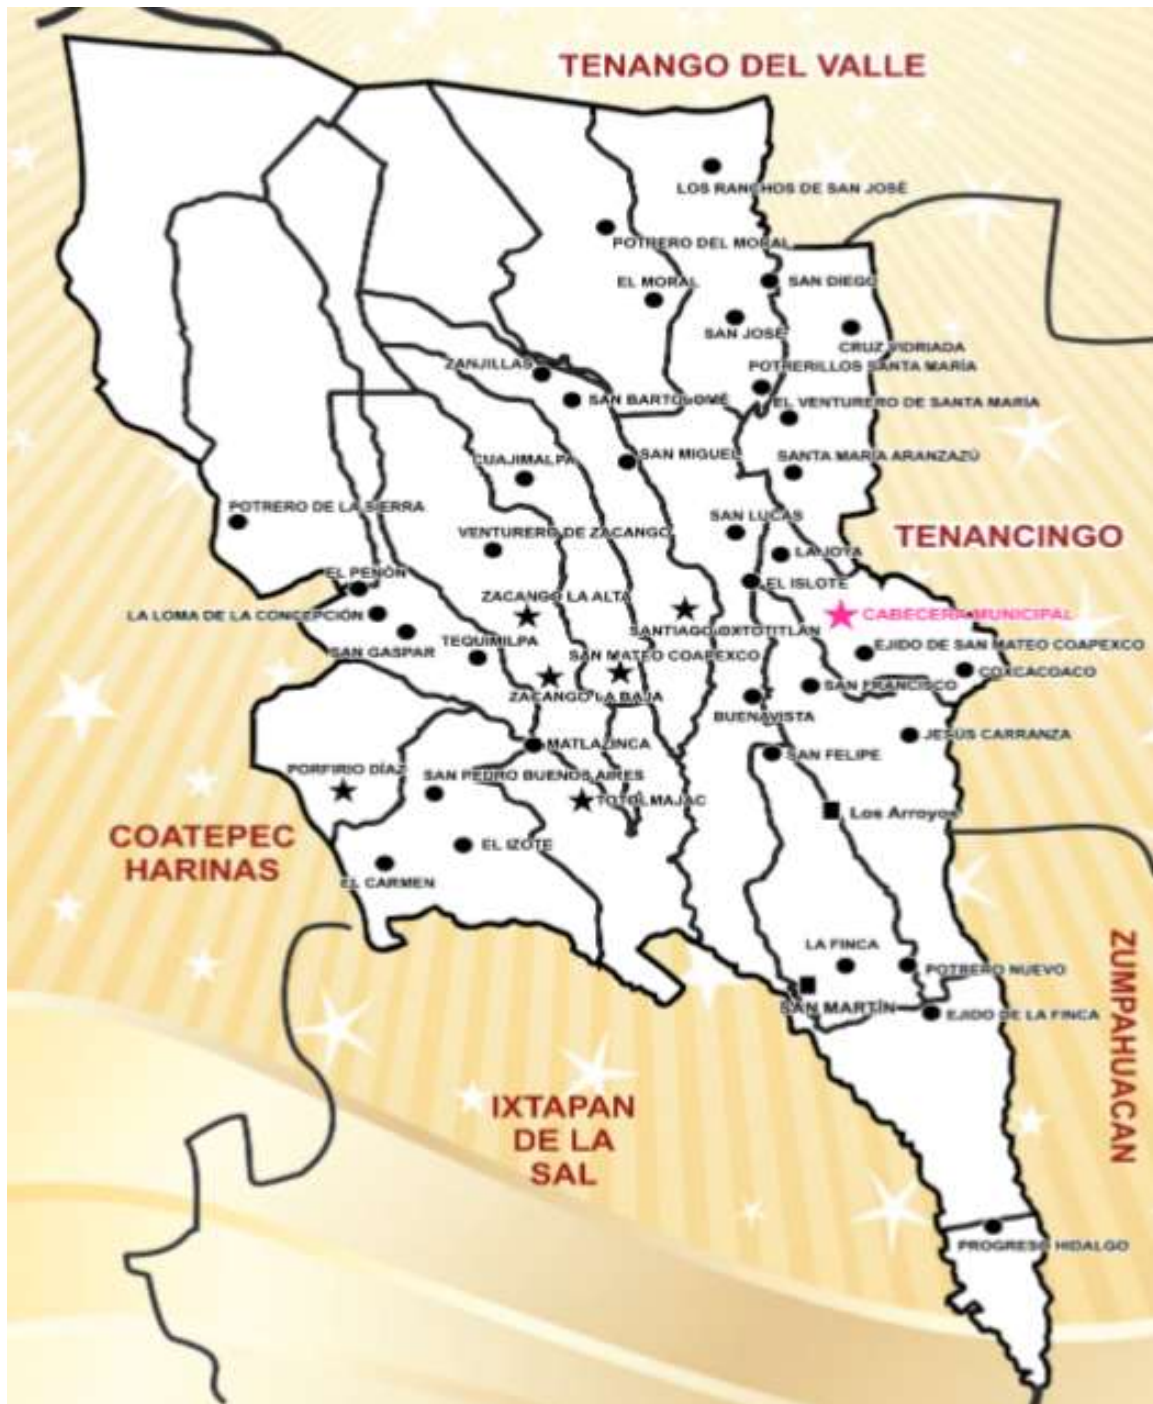 TENANGO DEL VALLE
LOS RANCHOS DE SAN JOSÉ
POTRERO DEL MORAL
EL MORAL
SAN DIEGO
SAN JOSÉ
CRUZ VIDRIADA
ZANJILLAS
POTRERILLOS SANTA MARÍA
SAN BARTOLOMÉ
EL VENTURERO DE SANTA MARÍA
CUAJIMALPA
SAN MIGUEL
SANTA MARÍA ARANZAZÚ
POTRERO DE LA SIERRA
SAN LUCAS
VENTURERO DE ZACANGO
TENANCINGO
LA JOYA
EL PEÑÓN
EL ISLOTE
ZACANGO LA ALTA
LA LOMA DE LA CONCEPCIÓN
CABECERA MUNICIPAL
SANTIAGO OXTOTITLÁN
TEQUIMILPA
EJIDO DE SAN MATEO COAPEXCO
SAN GASPAR
SAN MATEO COAPEXCO
COXCACOACO
SAN FRANCISCO
ZACANGO LA BAJA
BUENAVISTA
JESÚS CARRANZA
MATLAZINCA
SAN FELIPE
PORFIRIO DÍAZ
SAN PEDRO BUENOS AIRES
TOTOLMAJAC
Los Arroyos
COATEPEC
HARINAS
EL IZOTE
EL CARMEN
LA FINCA
POTRERO NUEVO
SAN MARTÍN
EJIDO DE LA FINCA
ZUMPAHUACAN
IXTAPAN
DE LA
SAL
PROGRESO HIDALGO